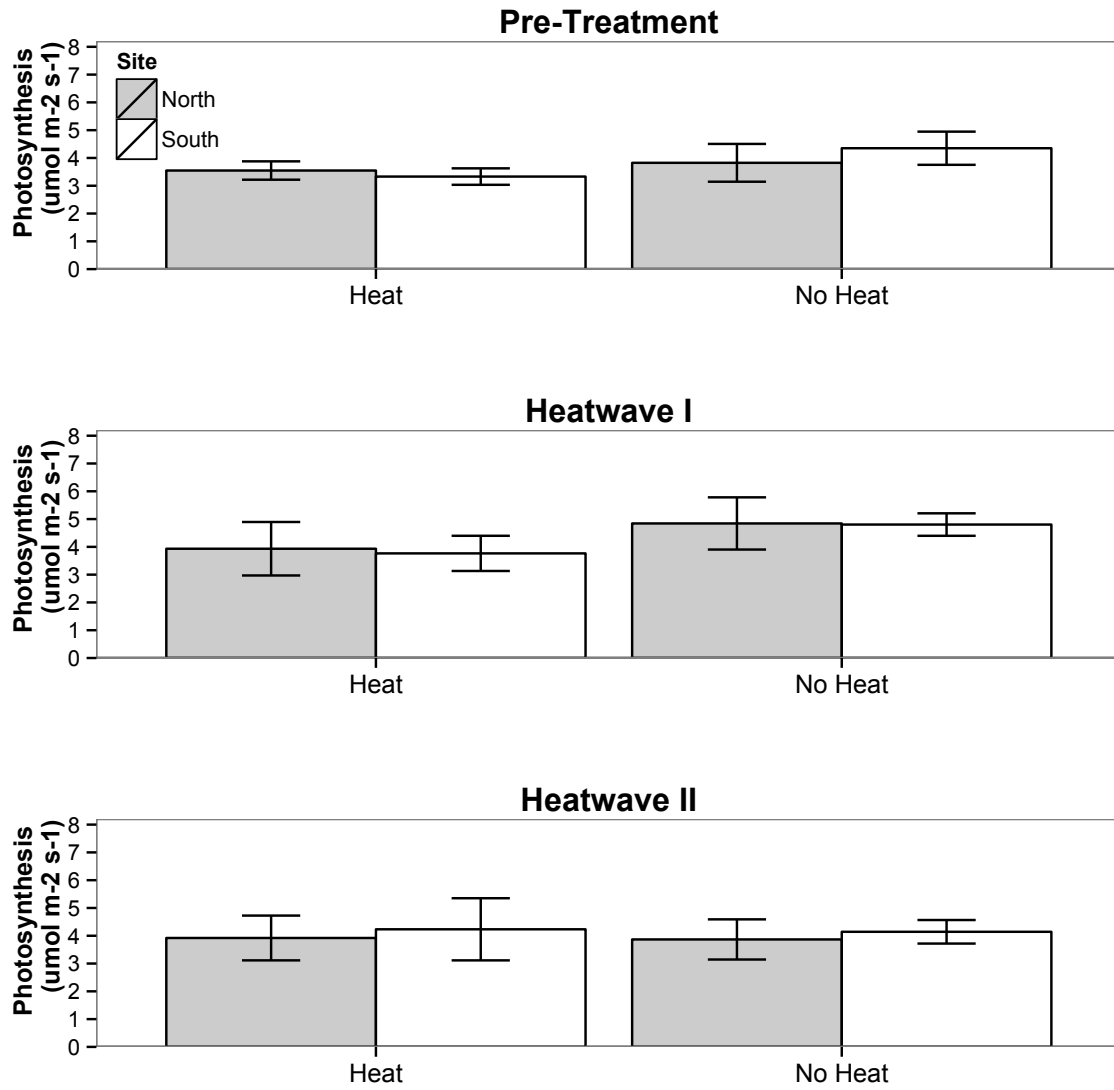 Pre-Treatment
Photosynthesis
(umol m-2 s-1)
8
7
6
5
4
3
2
1
0
Site
North
South
Heat
No Heat
Heatwave I
Photosynthesis
(umol m-2 s-1)
8
7
6
5
4
3
2
1
0
Heat
No Heat
Heatwave II
Photosynthesis
(umol m-2 s-1)
8
7
6
5
4
3
2
1
0
Heat
No Heat